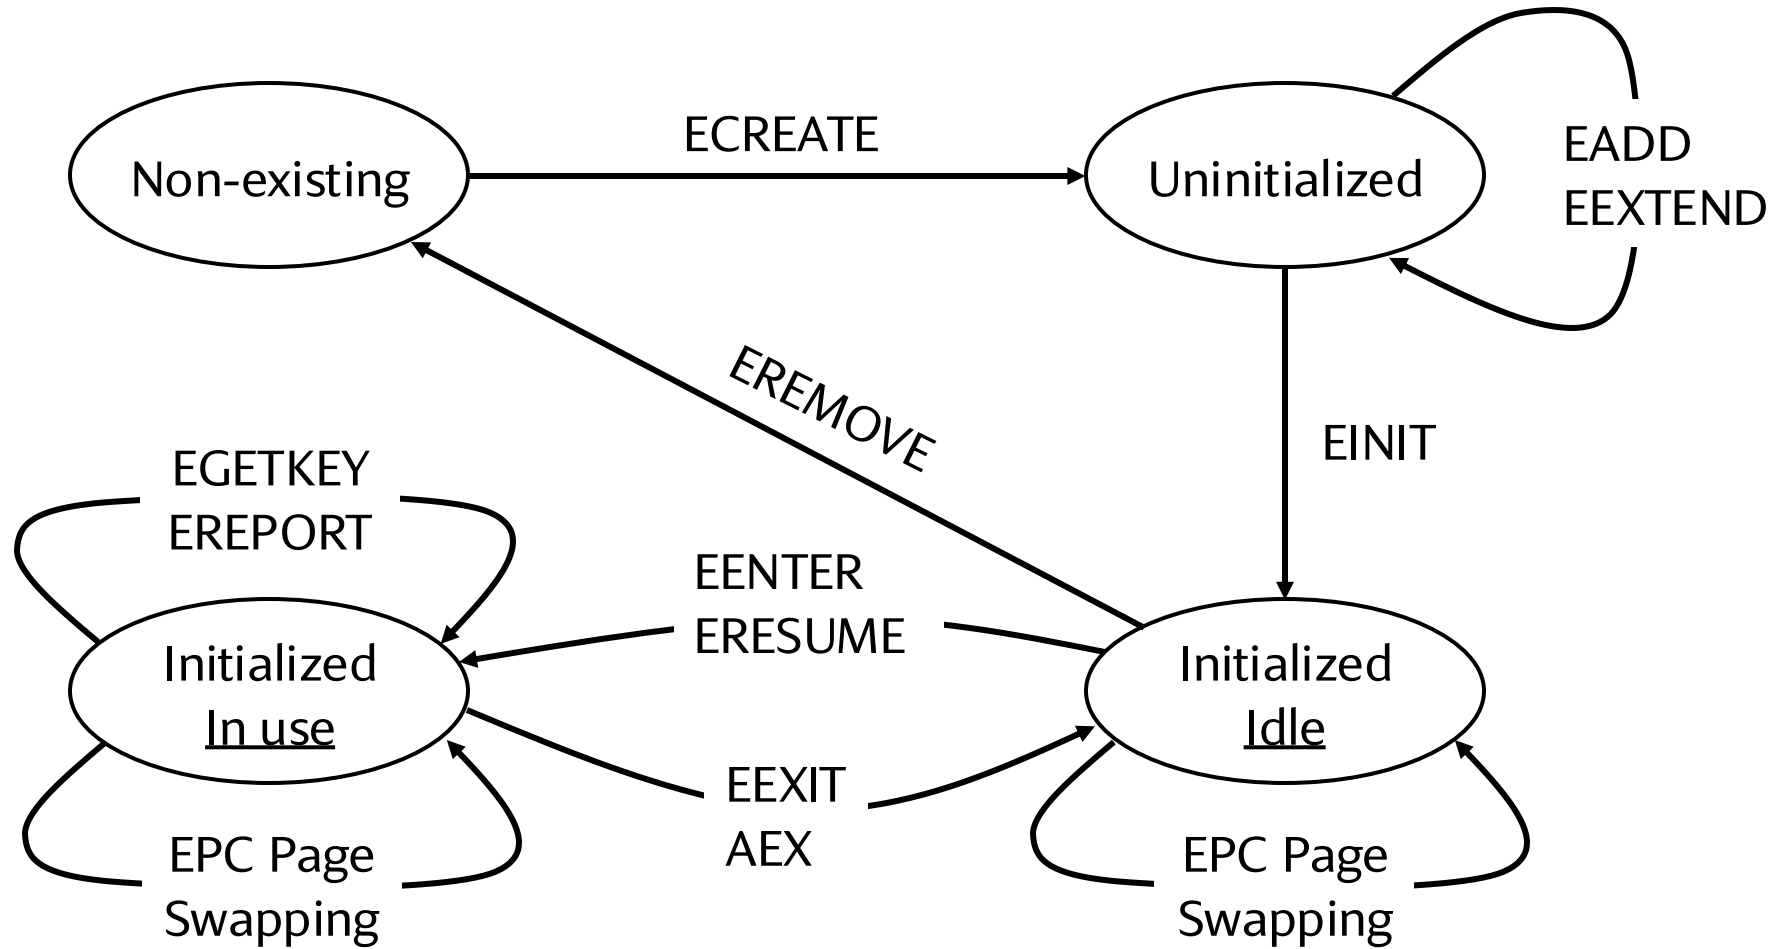 ECREATE
Non-existing
Uninitialized
EADD
EEXTEND
EREMOVE
EINIT
EGETKEY
EREPORT
EENTER
ERESUME
Initialized
In use
Initialized
Idle
EEXIT
AEX
EPC Page
Swapping
EPC Page
Swapping